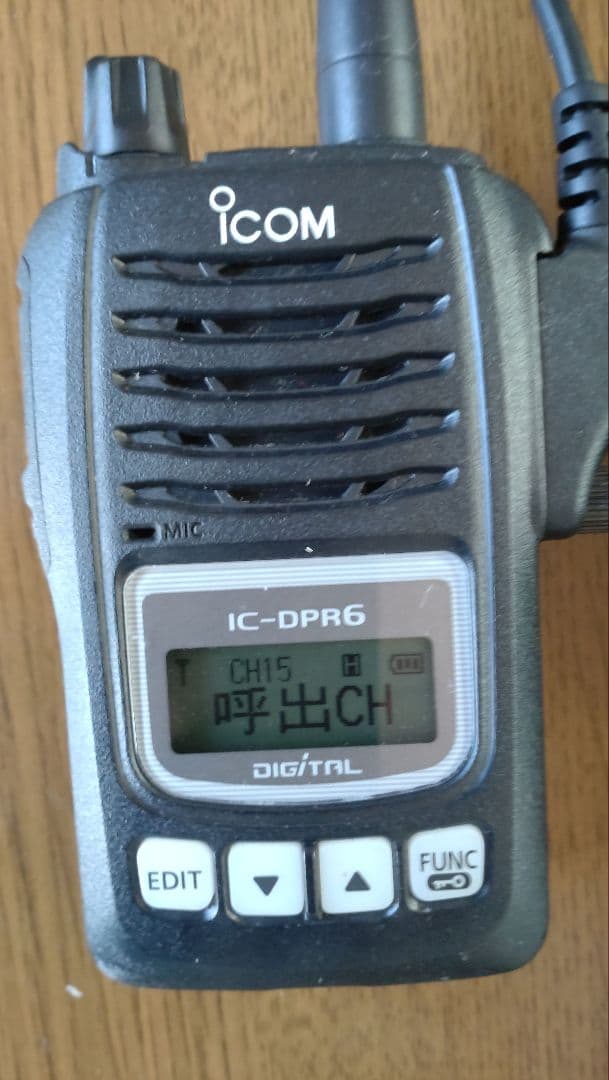 iCOM
MIC
IC-DPR6
CH15 H
呼出CH
DIGITAL
EDIT ▼ ▲ FUNC